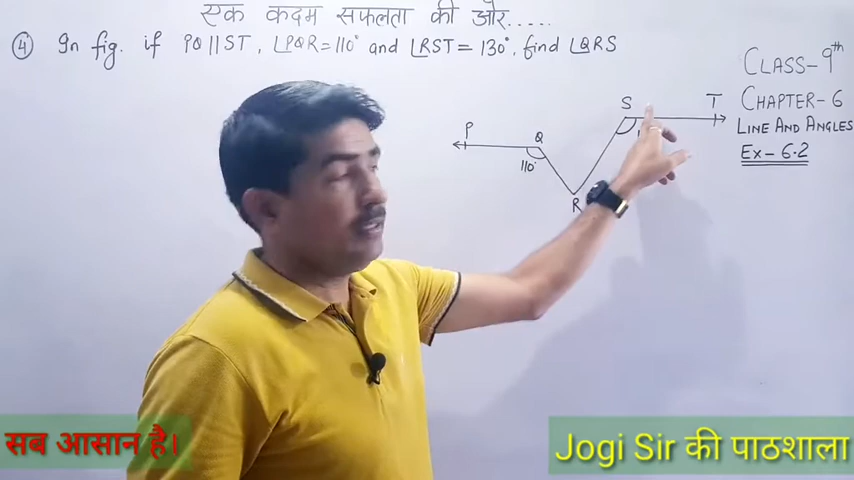 एक कदम सफलता की ओर.....
④ In fig. if PQ||ST, ∠PQR=110° and ∠RST=130°, find ∠QRS
CLASS-9th
CHAPTER-6
LINE AND ANGLES
EX-6.2
S
T
P
Q
110°
R
सब आसान है।
Jogi Sir की पाठशाला